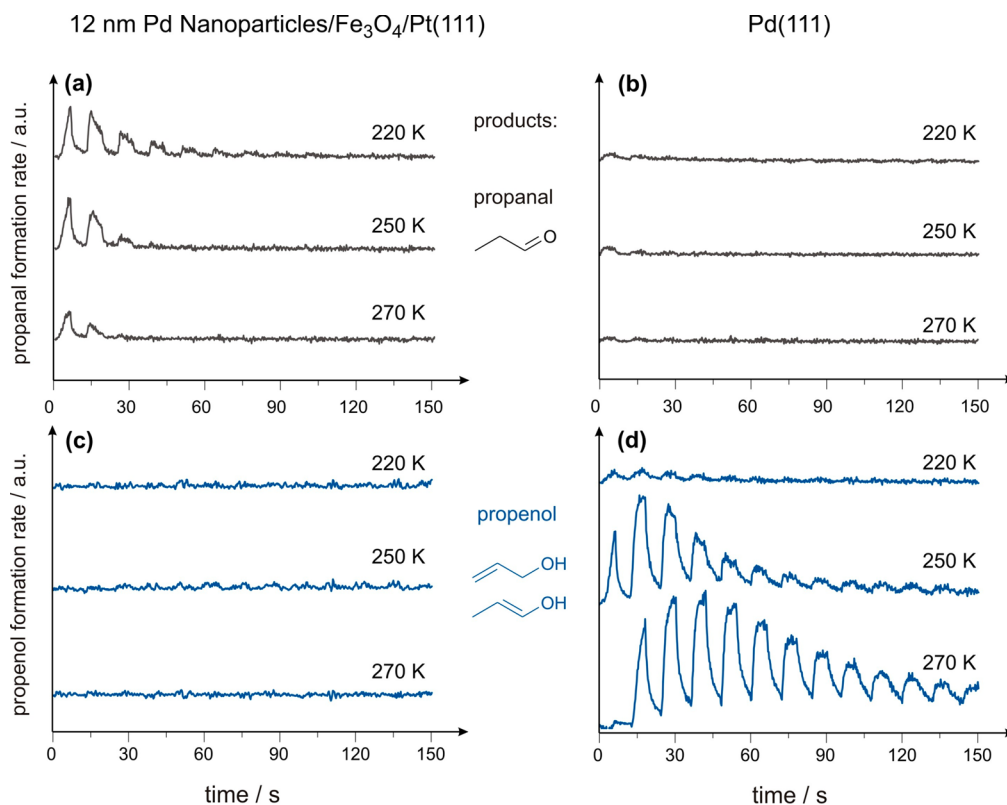 12 nm Pd Nanoparticles/Fe₃O₄/Pt(111)
Pd(111)
(a)
220 K
250 K
270 K
propanal formation rate / a.u.
0 30 60 90 120 150
products:
propanal
O
(b)
220 K
250 K
270 K
0 30 60 90 120 150
(c)
220 K
250 K
270 K
propenol formation rate / a.u.
0 30 60 90 120 150
time / s
propenol
OH
OH
(d)
220 K
250 K
270 K
0 30 60 90 120 150
time / s